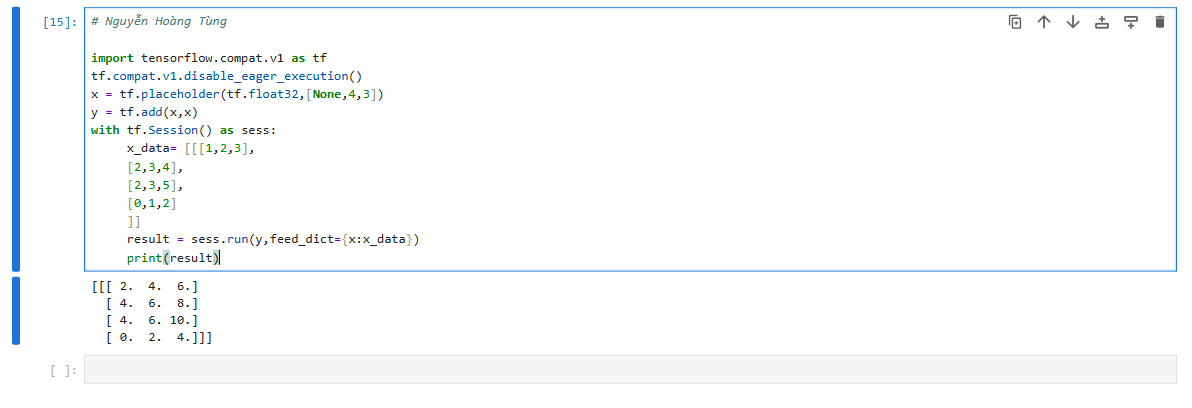 [15]: # Nguyễn Hoàng Tùng
import tensorflow.compat.v1 as tf
tf.compat.v1.disable_eager_execution()
x = tf.placeholder(tf.float32,[None,4,3])
y = tf.add(x,x)
with tf.Session() as sess:
     x_data= [[[1,2,3],
     [2,3,4],
     [2,3,5],
     [0,1,2]
     ]]
     result = sess.run(y,feed_dict={x:x_data})
     print(result)
[[[ 2.  4.  6.]
  [ 4.  6.  8.]
  [ 4.  6. 10.]
  [ 0.  2.  4.]]]
[ ]: